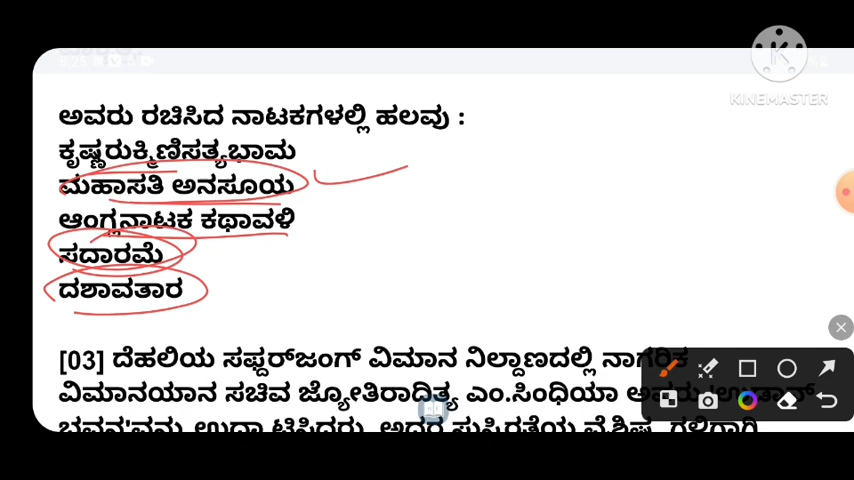 KINEMASTER
ಅವರು ರಚಿಸಿದ ನಾಟಕಗಳಲ್ಲಿ ಹಲವು :
ಕೃಷ್ಣರುಕ್ಮಿಣಿಸತ್ಯಭಾಮ
ಮಹಾಸತಿ ಅನಸೂಯ
ಆಂಗ್ಲನಾಟಕ ಕಥಾವಳಿ
ಸದಾರಮೆ
ದಶಾವತಾರ
[03] ದೆಹಲಿಯ ಸಫ್ದರ್‌ಜಂಗ್ ವಿಮಾನ ನಿಲ್ದಾಣದಲ್ಲಿ ನಾಗರಿಕ
ವಿಮಾನಯಾನ ಸಚಿವ ಜ್ಯೋತಿರಾದಿತ್ಯ ಎಂ.ಸಿಂಧಿಯಾ ಅವರು